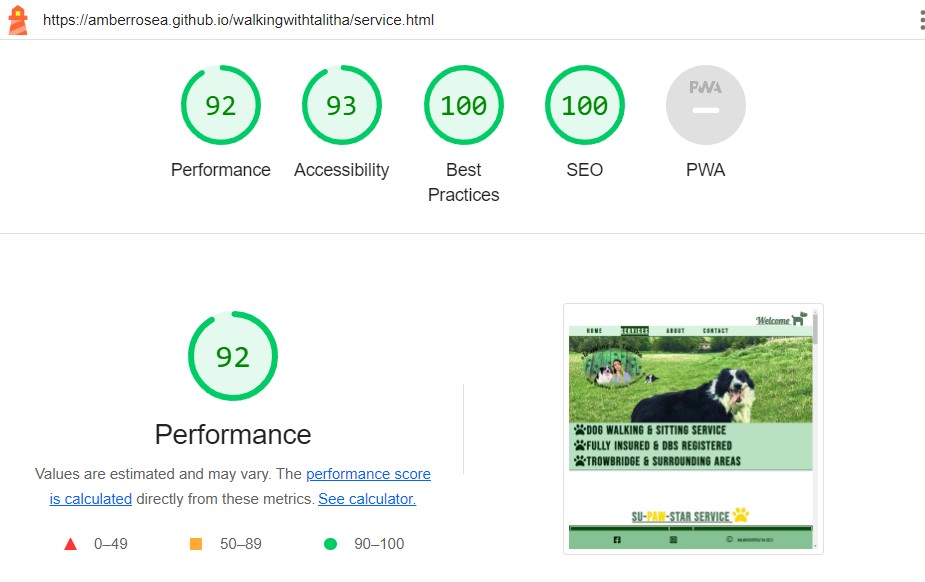 https://amberrosea.github.io/walkingwithtalitha/service.html
92
93
100
100
PWA
Performance
Accessibility
Best
Practices
SEO
PWA
92
Performance
Values are estimated and may vary. The performance score
is calculated directly from these metrics. See calculator.
0–49
50–89
90–100
Welcome
HOME
SERVICES
ABOUT
CONTACT
DOG WALKING & SITTING SERVICE
FULLY INSURED & DBS REGISTERED
TROWBRIDGE & SURROUNDING AREAS
SU-PAW-STAR SERVICE